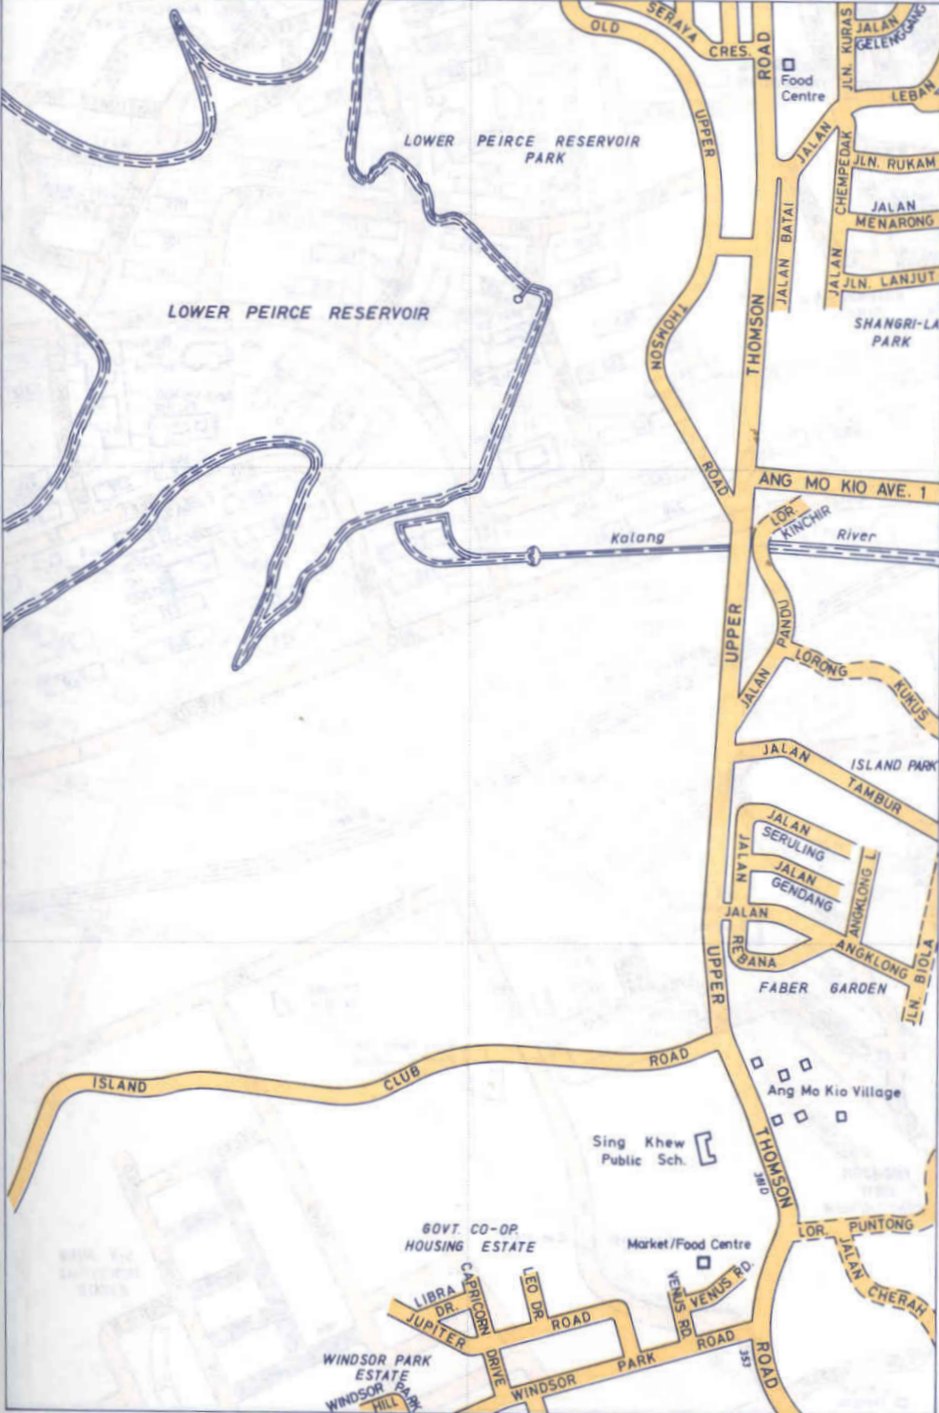 OLD
SERAYA
CRES.
ROAD
JLN. KURAS
JALAN
GELENGGANG
Food
Centre
LEBAN
UPPER
LOWER PEIRCE RESERVOIR
PARK
JALAN
CHEMPEDAK
JLN. RUKAM
JALAN
MENARONG
JALAN BATAI
JALAN
JLN. LANJUT
LOWER PEIRCE RESERVOIR
THOMSON
THOMSON
SHANGRI-LA
PARK
ROAD
ANG MO KIO AVE. 1
LOR.
KINCHIR
Kalang
River
UPPER
PANDU
JALAN
LORONG
KUKUS
JALAN
TAMBUR
ISLAND PARK
JALAN
SERULING
JALAN
JALAN
GENDANG
ANGKLONG L
JALAN
REBANA
ANGKLONG
JLN. BIOLA
UPPER
FABER GARDEN
ISLAND
CLUB
ROAD
Ang Mo Kio Village
Sing Khew
Public Sch.
THOMSON
381D
LOR. PUNTONG
JALAN
CHERAH
GOVT. CO-OP.
HOUSING ESTATE
Market/Food Centre
LIBRA
DR.
CAPRICORN
DRIVE
LEO DR.
JUPITER
ROAD
VENUS RD.
VENUS RD.
WINDSOR
PARK
ROAD
353
ROAD
WINDSOR PARK
ESTATE
WINDSOR PARK
HILL